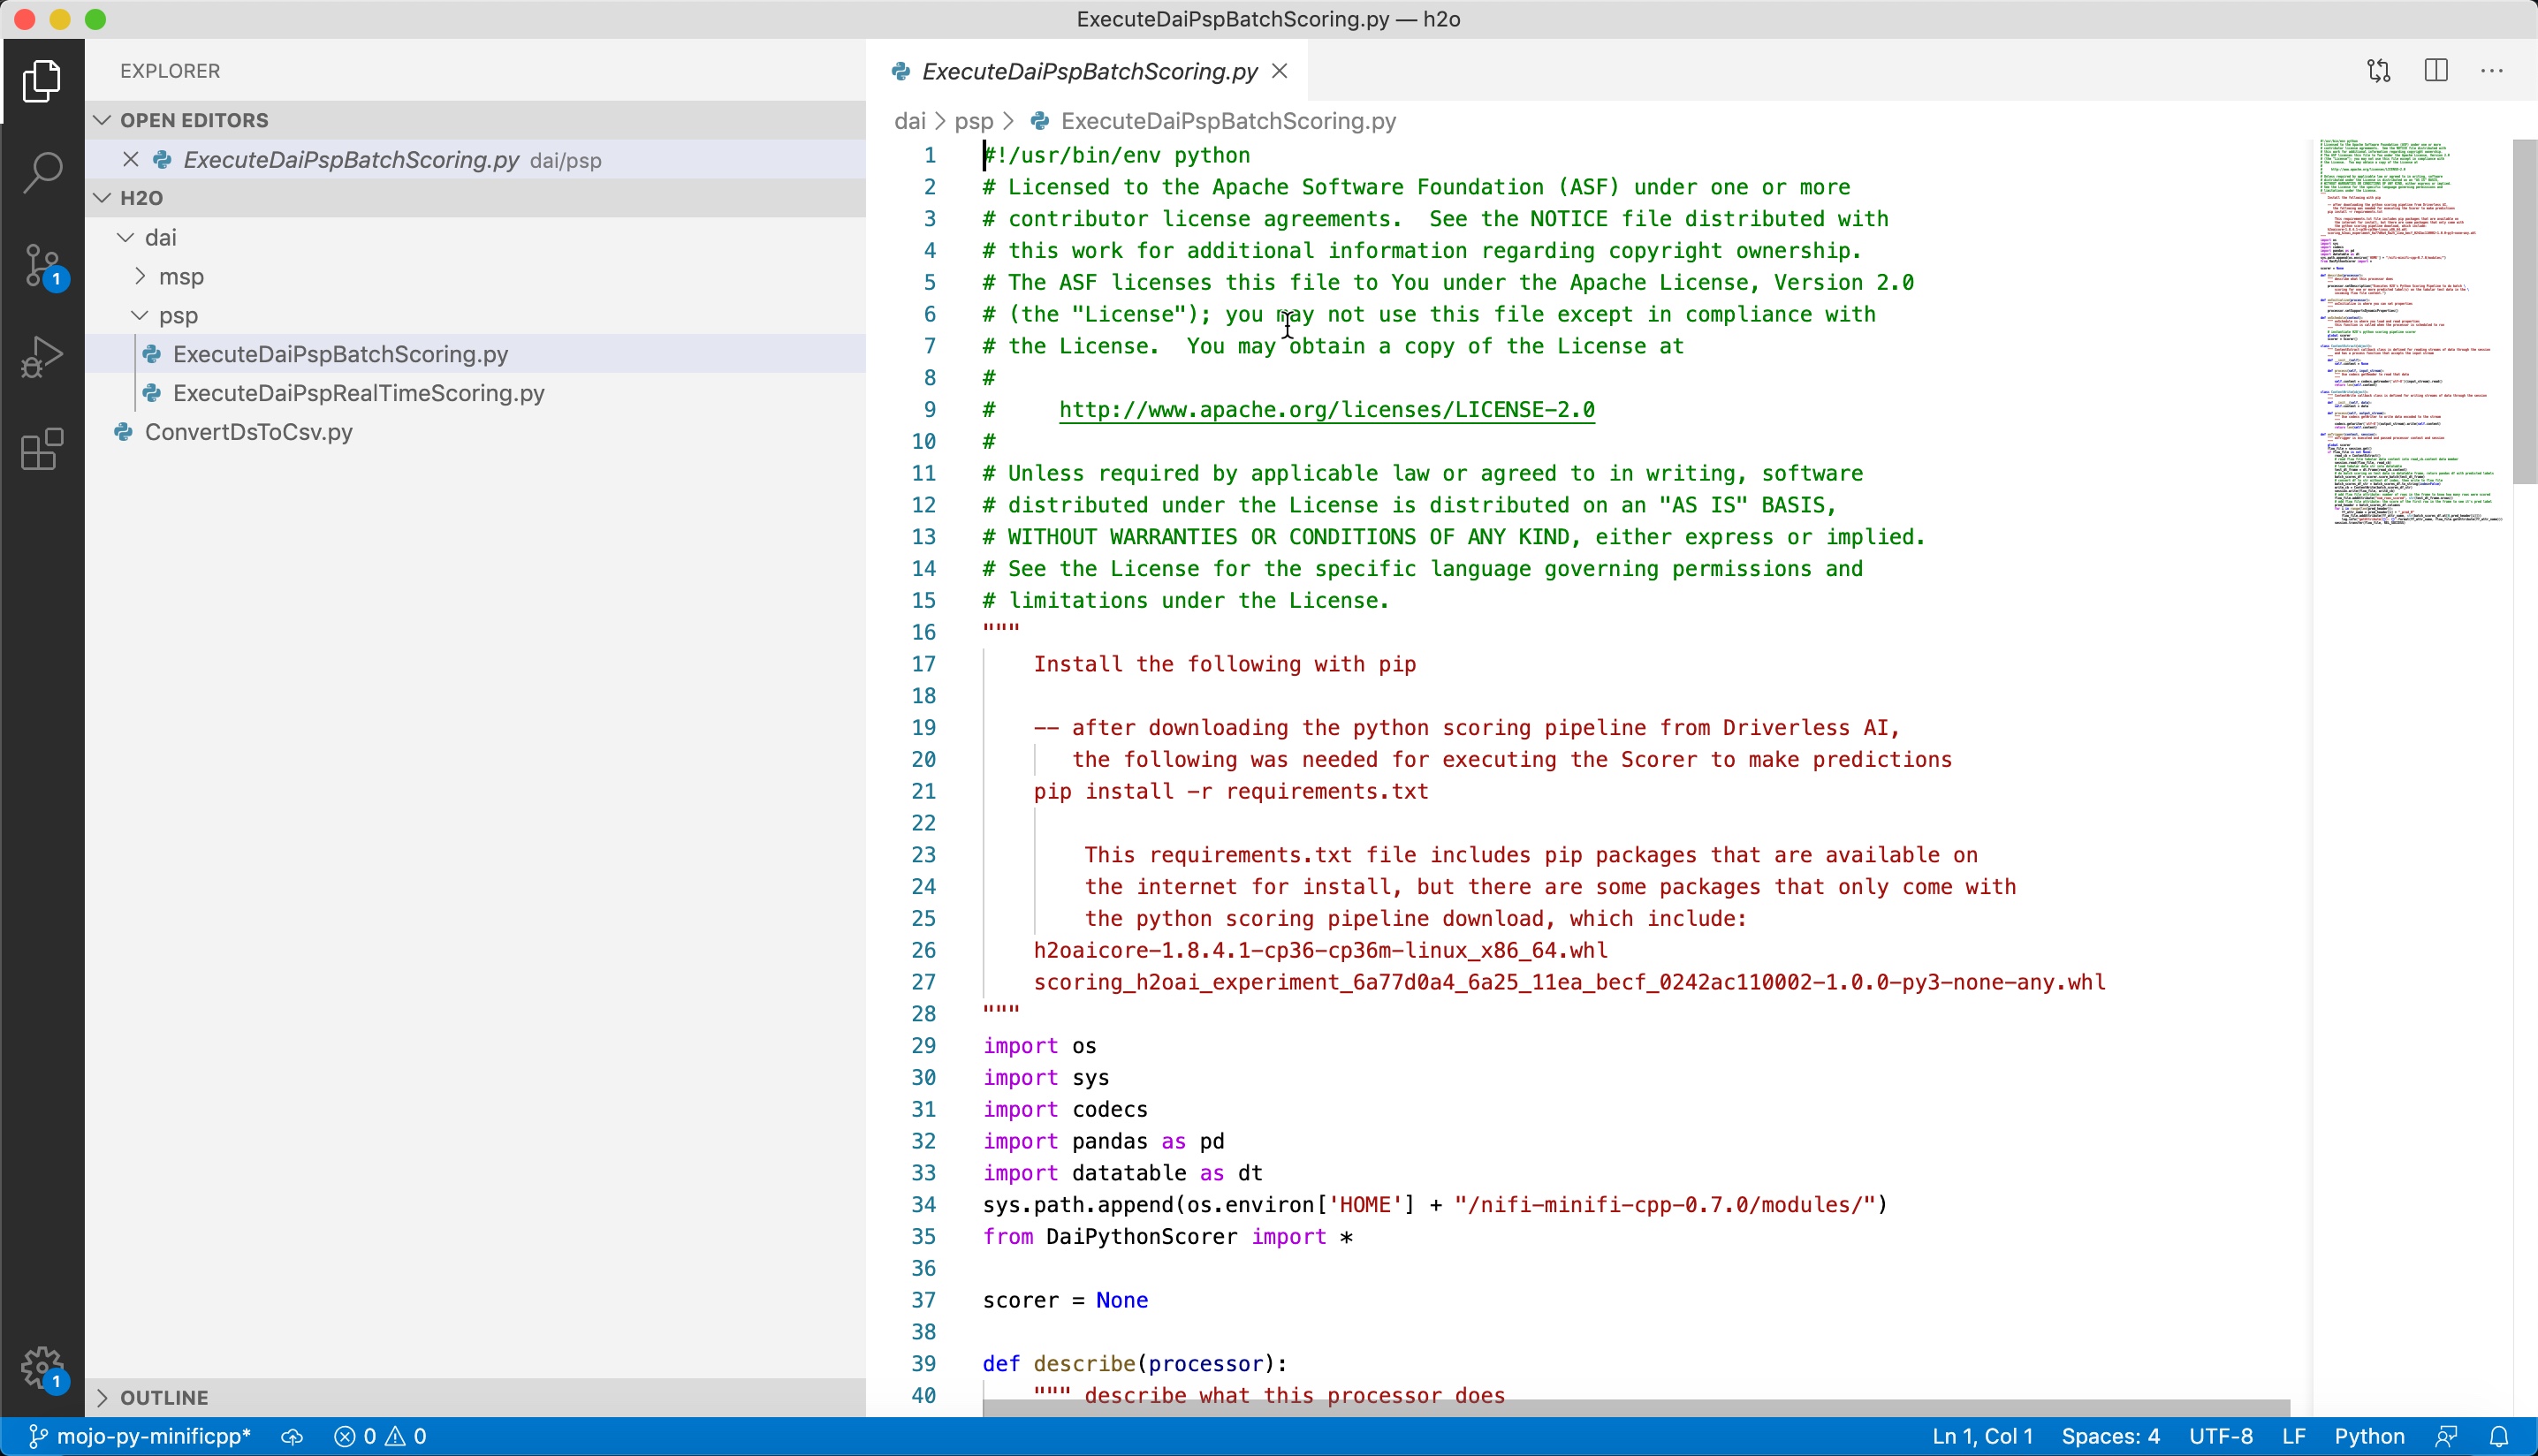 ExecuteDaiPspBatchScoring.py — h2o
EXPLORER
OPEN EDITORS
ExecuteDaiPspBatchScoring.py dai/psp
H2O
dai
msp
psp
ExecuteDaiPspBatchScoring.py
ExecuteDaiPspRealTimeScoring.py
ConvertDsToCsv.py
OUTLINE
1
1
ExecuteDaiPspBatchScoring.py
dai > psp > ExecuteDaiPspBatchScoring.py
1 #!/usr/bin/env python
2 # Licensed to the Apache Software Foundation (ASF) under one or more
3 # contributor license agreements.  See the NOTICE file distributed with
4 # this work for additional information regarding copyright ownership.
5 # The ASF licenses this file to You under the Apache License, Version 2.0
6 # (the "License"); you may not use this file except in compliance with
7 # the License.  You may obtain a copy of the License at
8 #
9 #     http://www.apache.org/licenses/LICENSE-2.0
10 #
11 # Unless required by applicable law or agreed to in writing, software
12 # distributed under the License is distributed on an "AS IS" BASIS,
13 # WITHOUT WARRANTIES OR CONDITIONS OF ANY KIND, either express or implied.
14 # See the License for the specific language governing permissions and
15 # limitations under the License.
16 """
17     Install the following with pip
18
19     -- after downloading the python scoring pipeline from Driverless AI,
20        the following was needed for executing the Scorer to make predictions
21     pip install -r requirements.txt
22
23         This requirements.txt file includes pip packages that are available on
24         the internet for install, but there are some packages that only come with
25         the python scoring pipeline download, which include:
26     h2oaicore-1.8.4.1-cp36-cp36m-linux_x86_64.whl
27     scoring_h2oai_experiment_6a77d0a4_6a25_11ea_becf_0242ac110002-1.0.0-py3-none-any.whl
28 """
29 import os
30 import sys
31 import codecs
32 import pandas as pd
33 import datatable as dt
34 sys.path.append(os.environ['HOME'] + "/nifi-minifi-cpp-0.7.0/modules/")
35 from DaiPythonScorer import *
36
37 scorer = None
38
39 def describe(processor):
40     """ describe what this processor does
mojo-py-minificpp* 0 0 Ln 1, Col 1 Spaces: 4 UTF-8 LF Python